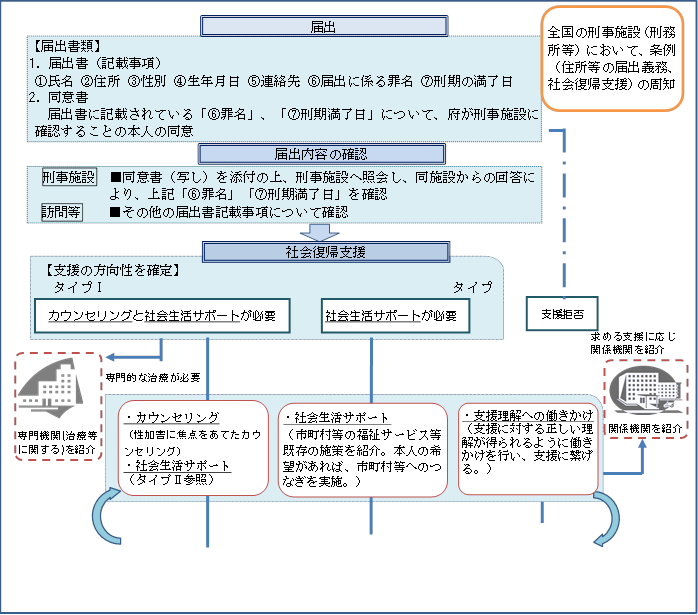 届出
全国の刑事施設（刑務
所等）において、条例
（住所等の届出義務、
社会復帰支援）の周知
【届出書類】
1．届出書（記載事項）
①氏名 ②住所 ③性別 ④生年月日 ⑤連絡先 ⑥届出に係る罪名 ⑦刑期の満了日
2．同意書
届出書に記載されている「⑥罪名」、「⑦刑期満了日」について、府が刑事施設に
確認することの本人の同意
届出内容の確認
刑事施設 ■同意書（写し）を添付の上、刑事施設へ照会し、同施設からの回答に
より、上記「⑥罪名」「⑦刑期満了日」を確認
訪問等 ■その他の届出書記載事項について確認
社会復帰支援
【支援の方向性を確定】
タイプⅠ
タイプ
カウンセリングと社会生活サポートが必要
社会生活サポートが必要
支援拒否
求める支援に応じ
関係機関を紹介
専門的な治療が必要
専門機関(治療等
に関する)を紹介
関係機関を紹介
・カウンセリング
（性加害に焦点をあてたカウ
ンセリング）
・社会生活サポート
（タイプⅡ参照）
・社会生活サポート
（市町村等の福祉サービス等
既存の施策を紹介。本人の希
望があれば、市町村等へのつ
なぎを実施。）
・支援理解への働きかけ
（支援に対する正しい理
解が得られるように働き
かけを行い、支援に繋げ
る。）